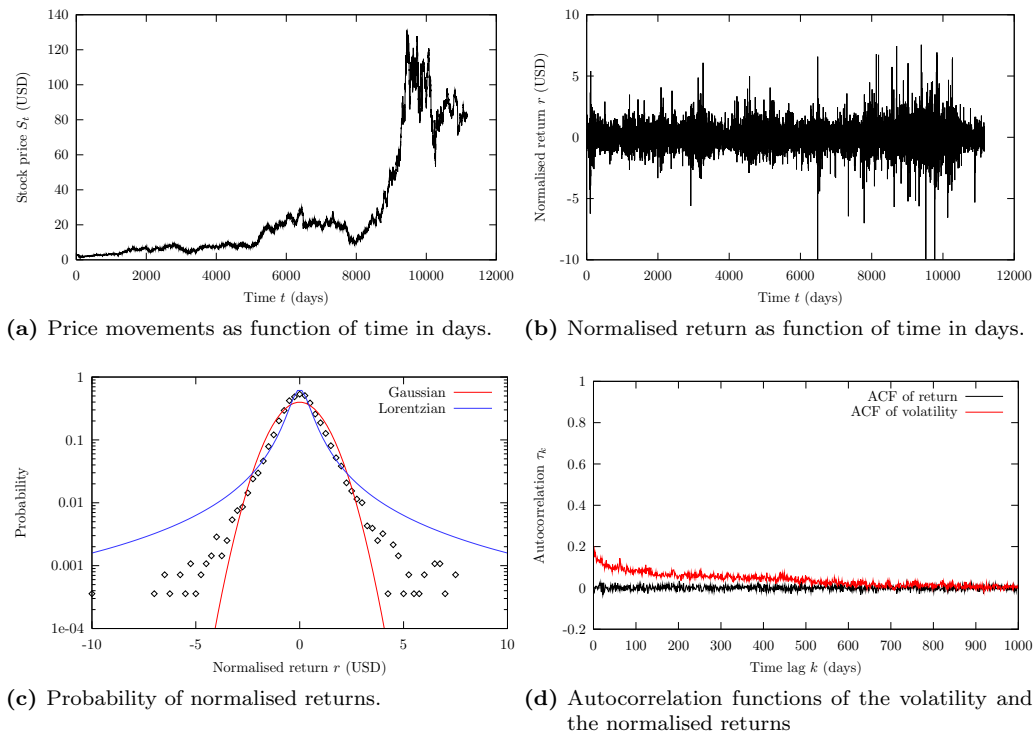 140
120
100
80
60
40
20
0
0 2000 4000 6000 8000 10000 12000
Stock price S_t (USD)
Time t (days)
(a) Price movements as function of time in days.
10
5
0
-5
-10
0 2000 4000 6000 8000 10000 12000
Normalised return r (USD)
Time t (days)
(b) Normalised return as function of time in days.
1
0.1
0.01
0.001
1e-04
-10 -5 0 5 10
Probability
Gaussian
Lorentzian
Normalised return r (USD)
(c) Probability of normalised returns.
1
0.8
0.6
0.4
0.2
0
-0.2
0 100 200 300 400 500 600 700 800 900 1000
Autocorrelation τ_k
ACF of return
ACF of volatility
Time lag k (days)
(d) Autocorrelation functions of the volatility and
the normalised returns